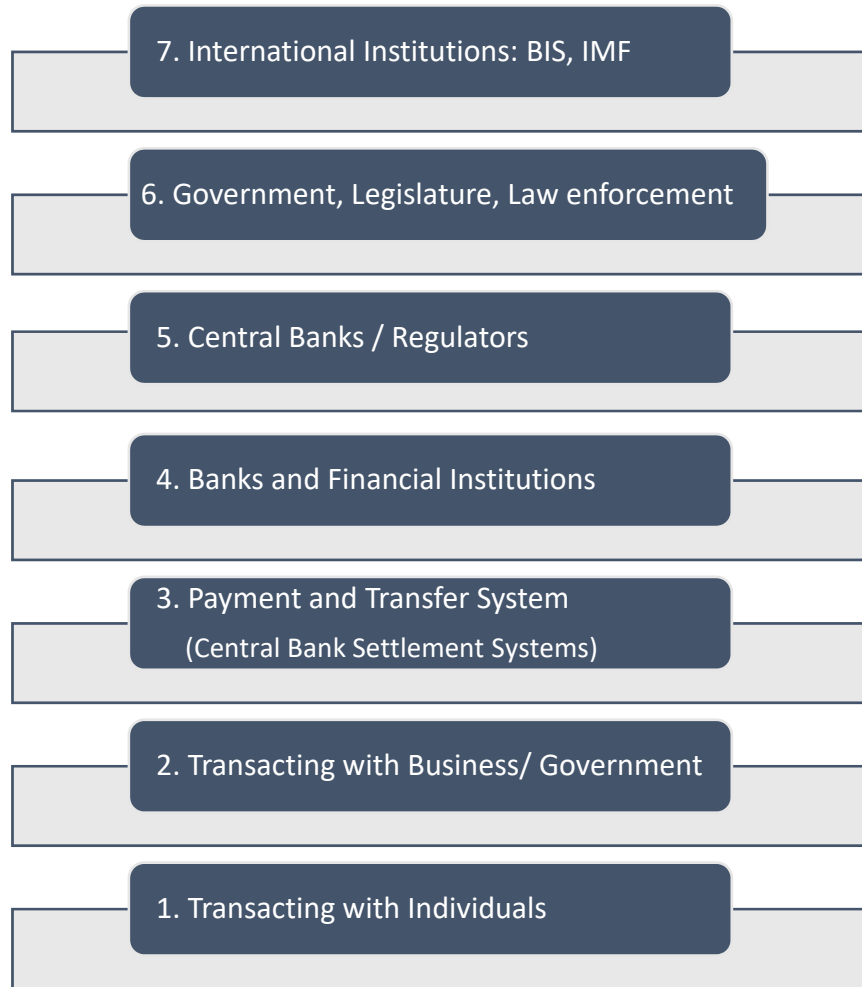 7. International Institutions: BIS, IMF
6. Government, Legislature, Law enforcement
5. Central Banks / Regulators
4. Banks and Financial Institutions
3. Payment and Transfer System
(Central Bank Settlement Systems)
2. Transacting with Business/ Government
1. Transacting with Individuals